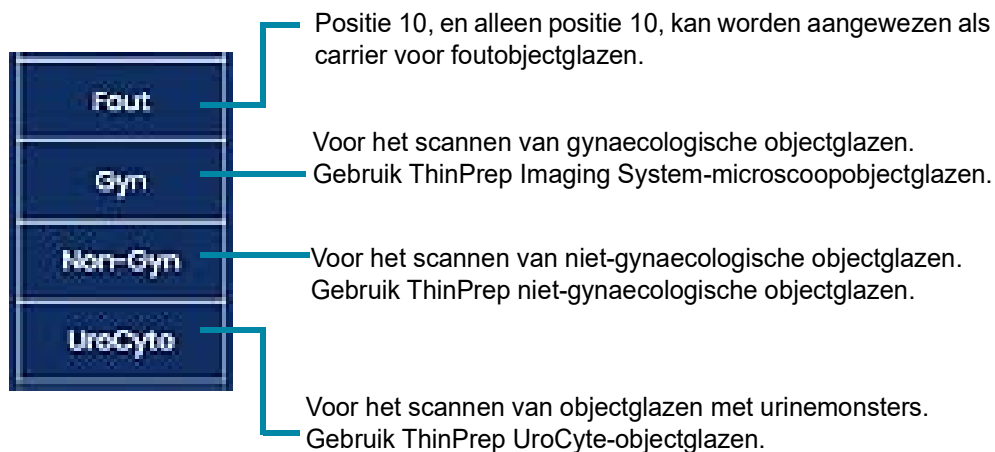 Positie 10, en alleen positie 10, kan worden aangewezen als
carrier voor foutobjectglazen.
Fout
Voor het scannen van gynaecologische objectglazen.
Gebruik ThinPrep Imaging System-microscoopobjectglazen.
Gyn
Voor het scannen van niet-gynaecologische objectglazen.
Gebruik ThinPrep niet-gynaecologische objectglazen.
Non-Gyn
UroCyte
Voor het scannen van objectglazen met urinemonsters.
Gebruik ThinPrep UroCyte-objectglazen.